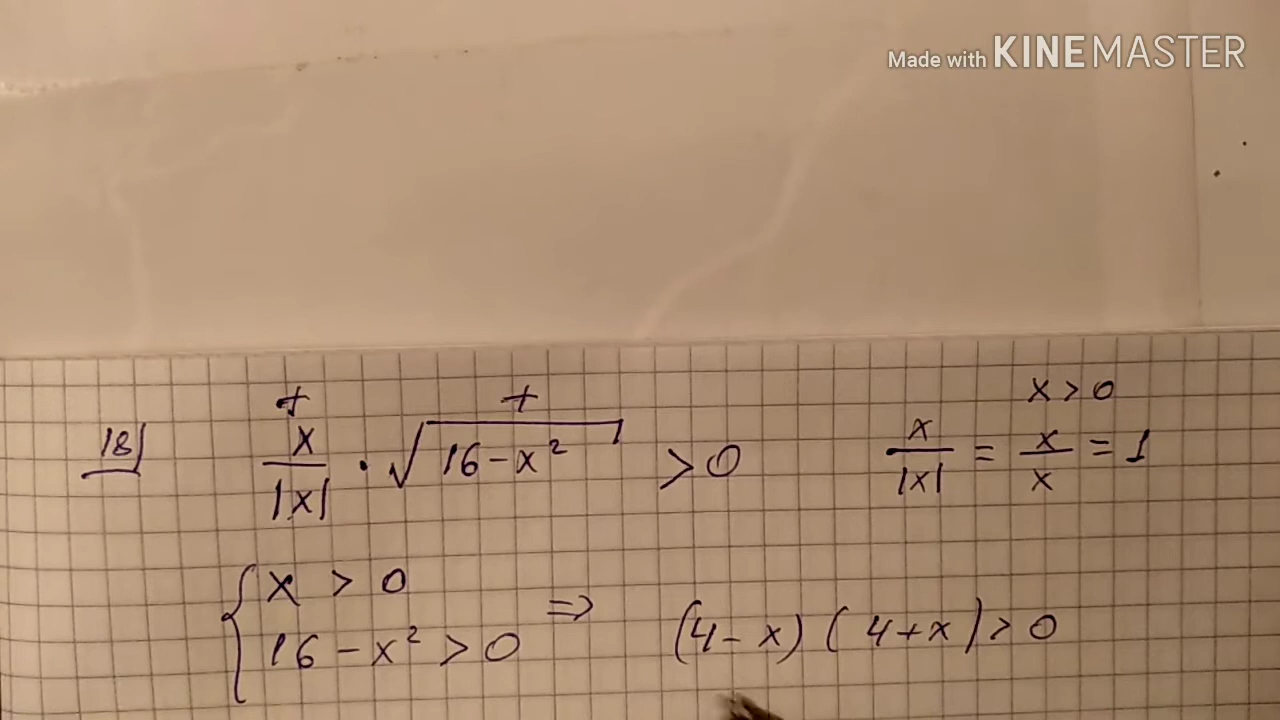 Made with KINEMASTER
+ + x > 0
18) x/|x| · √(16 - x²) > 0 x/|x| = x/x = 1
{ x > 0
16 - x² > 0 => (4 - x)(4 + x) > 0